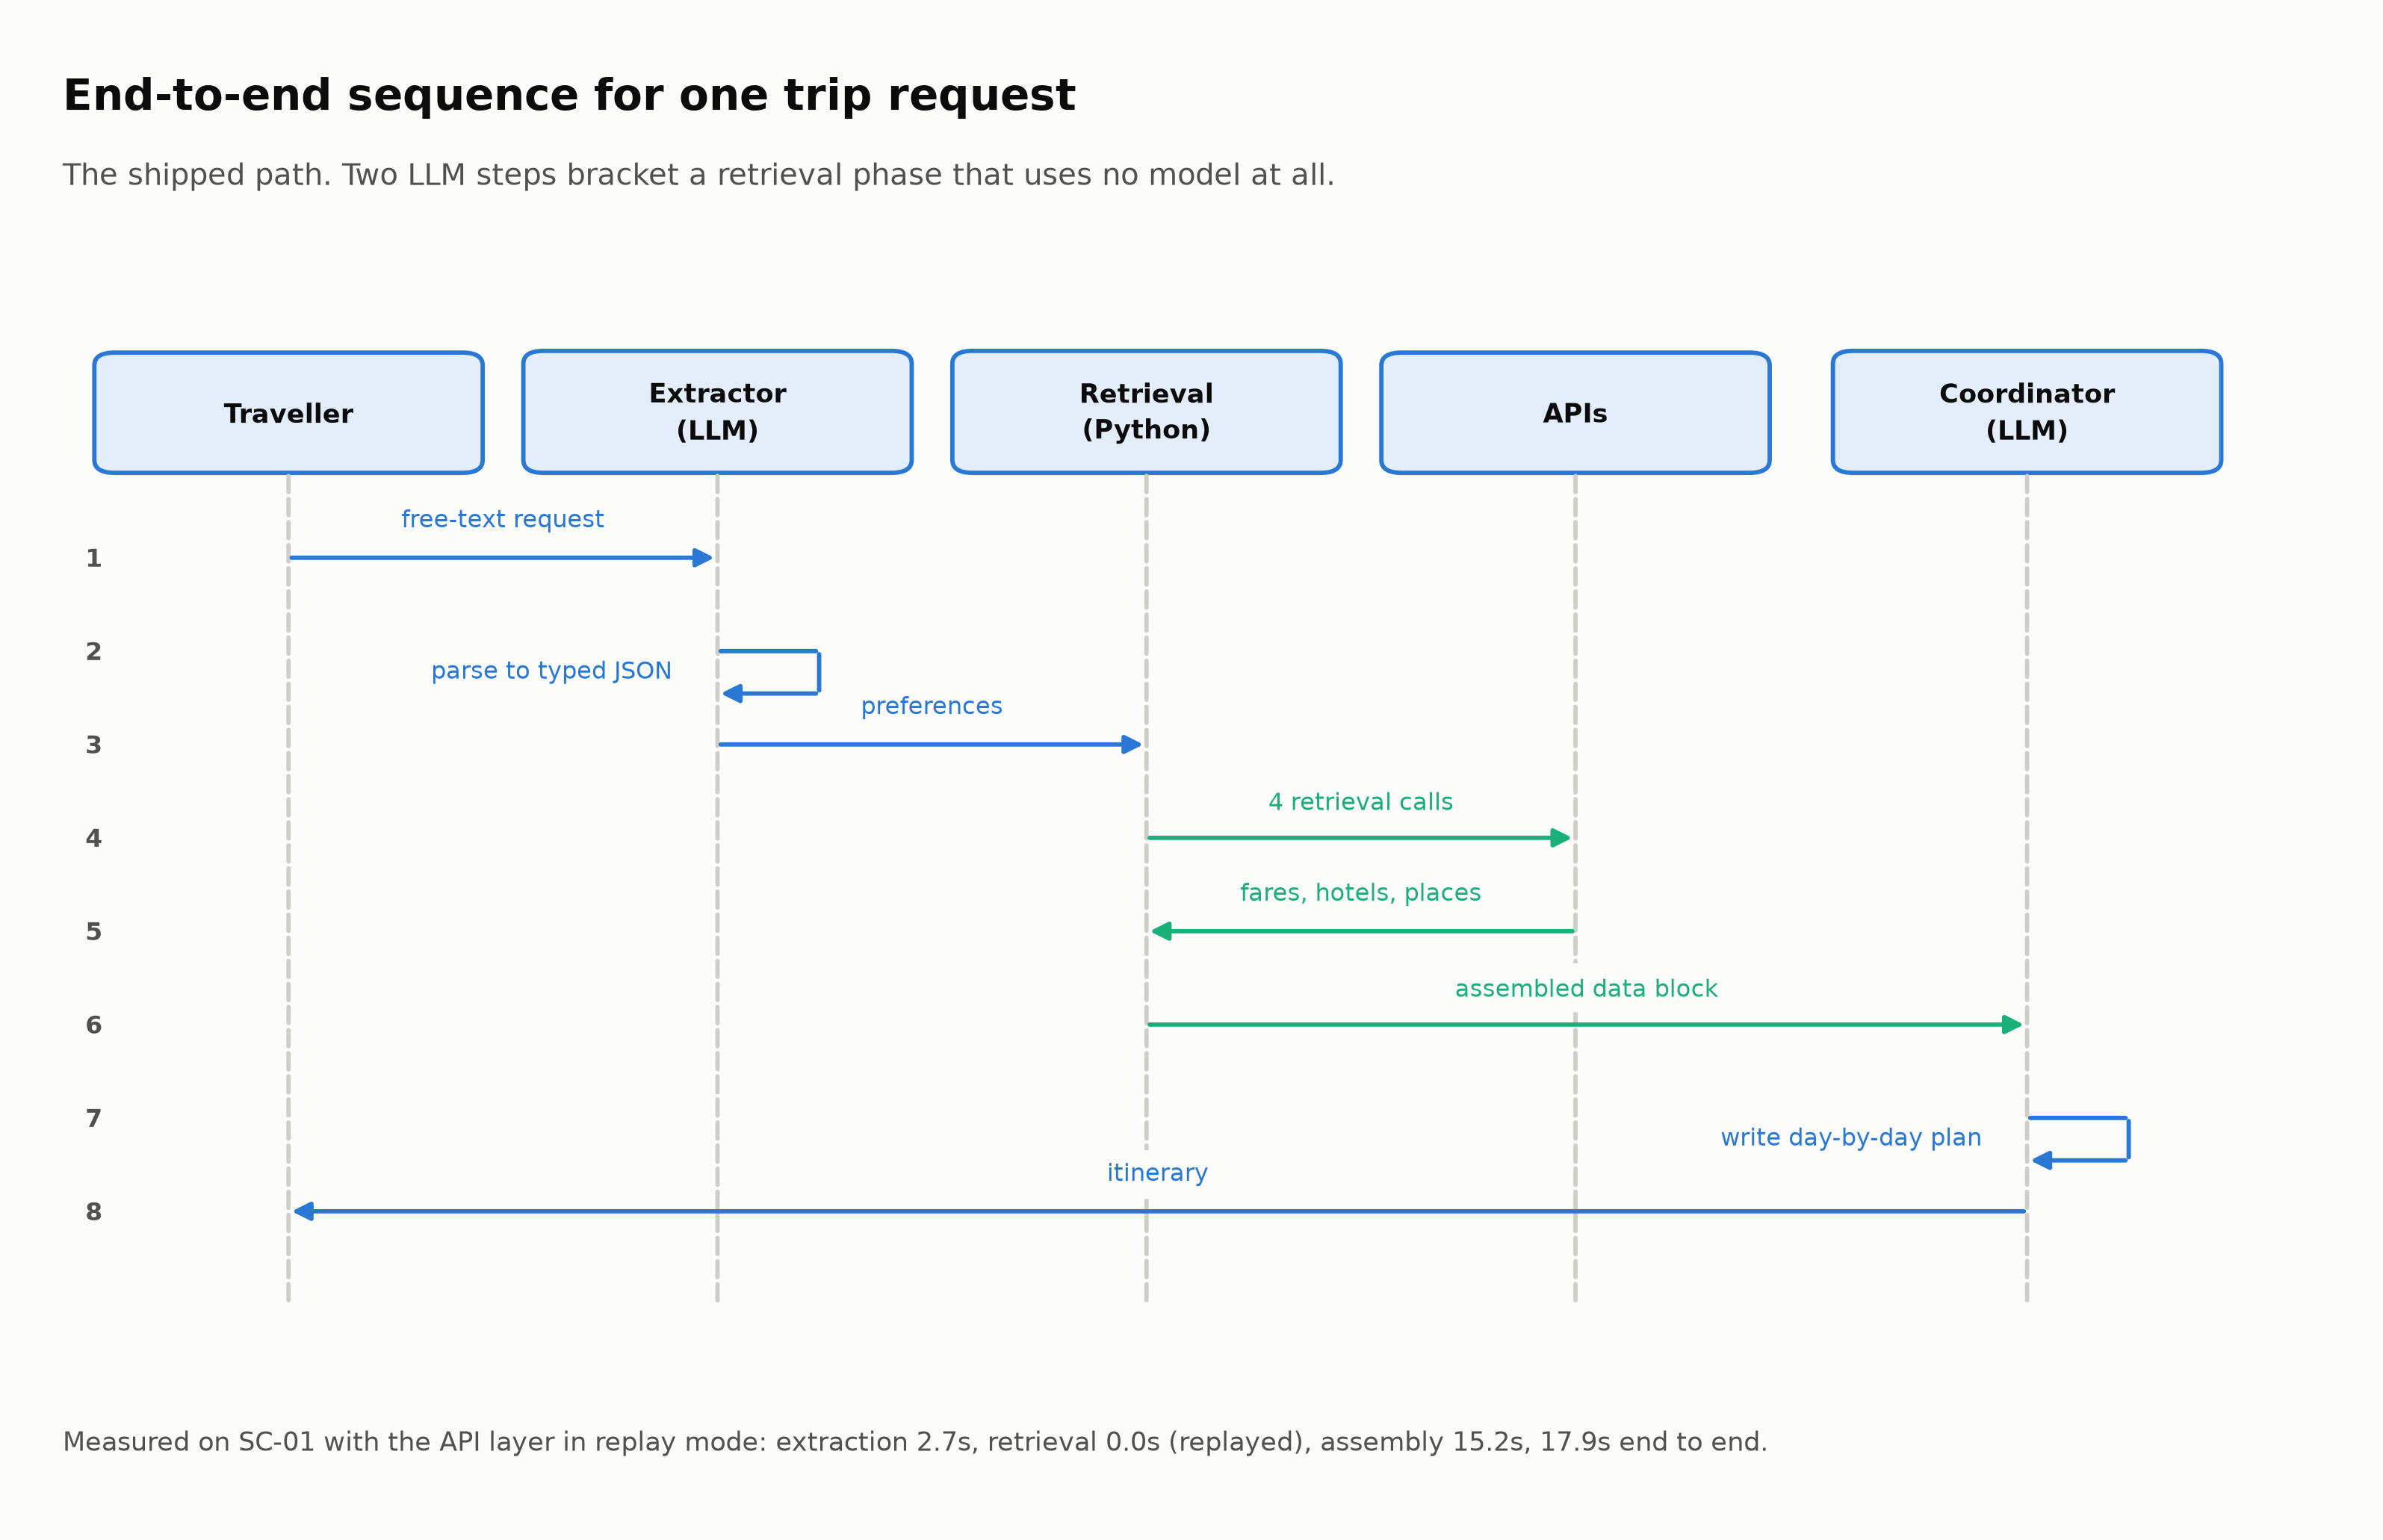 End-to-end sequence for one trip request
The shipped path. Two LLM steps bracket a retrieval phase that uses no model at all.
Traveller
Extractor
(LLM)
Retrieval
(Python)
APIs
Coordinator
(LLM)
free-text request
1
2
parse to typed JSON
preferences
3
4 retrieval calls
4
fares, hotels, places
5
assembled data block
6
7
write day-by-day plan
itinerary
8
Measured on SC-01 with the API layer in replay mode: extraction 2.7s, retrieval 0.0s (replayed), assembly 15.2s, 17.9s end to end.